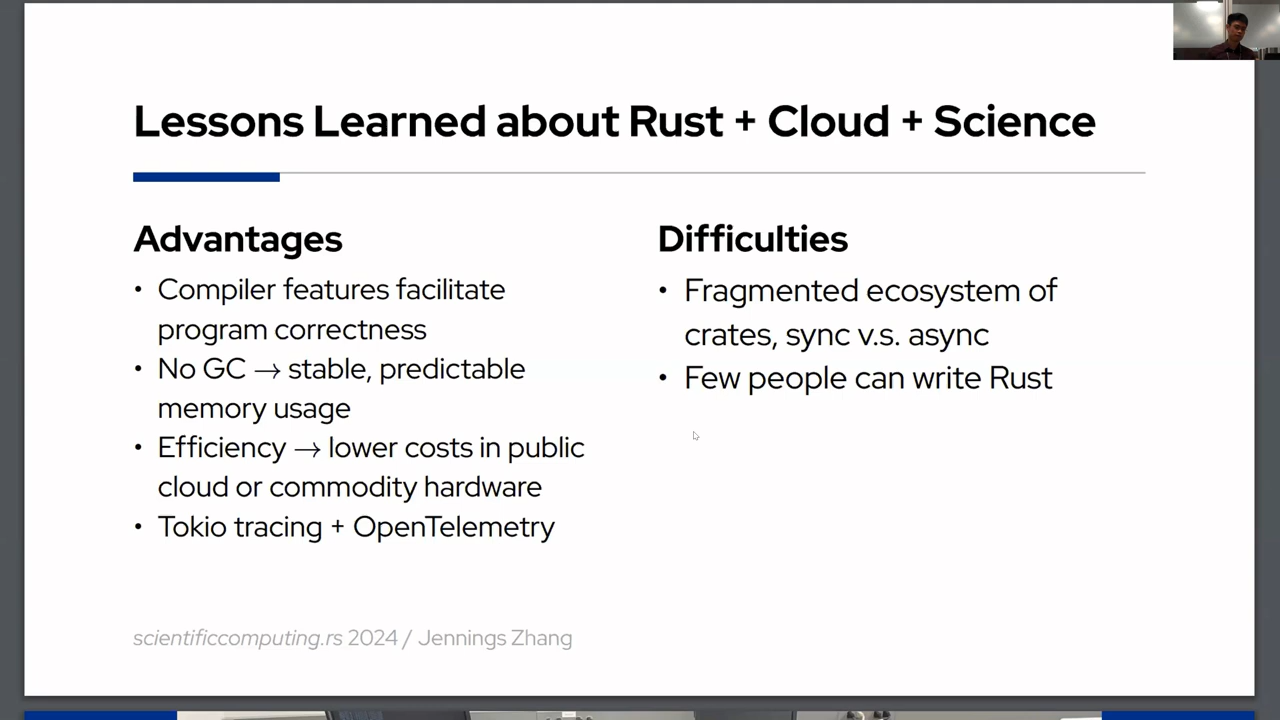 Lessons Learned about Rust + Cloud + Science
Advantages
• Compiler features facilitate
program correctness
• No GC → stable, predictable
memory usage
• Efficiency → lower costs in public
cloud or commodity hardware
• Tokio tracing + OpenTelemetry
Difficulties
• Fragmented ecosystem of
crates, sync v.s. async
• Few people can write Rust
scientificcomputing.rs 2024 / Jennings Zhang